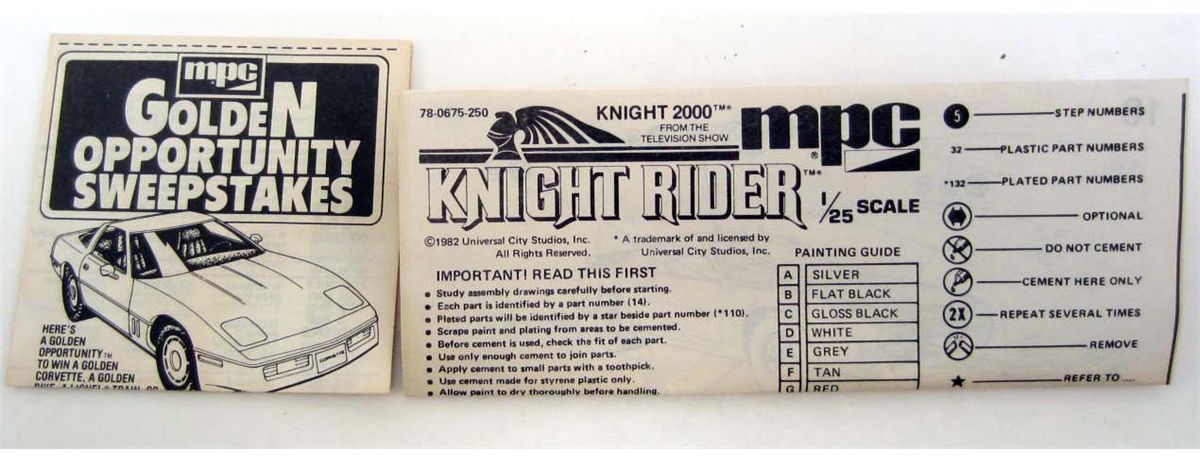 mpc
GOLDEN
OPPORTUNITY
SWEEPSTAKES
CORVETTE
HERE'S
A GOLDEN
OPPORTUNITY™
TO WIN A GOLDEN
CORVETTE, A GOLDEN
BIKE, A LIONEL® TRAIN, OR
78-0675-250
KNIGHT 2000™*
FROM THE
TELEVISION SHOW
mpc®
KNIGHT RIDER™*
1/25 SCALE
©1982 Universal City Studios, Inc.
All Rights Reserved.
* A trademark of and licensed by
Universal City Studios, Inc.
IMPORTANT! READ THIS FIRST
• Study assembly drawings carefully before starting.
• Each part is identified by a part number (14).
• Plated parts will be identified by a star beside part number (*110).
• Scrape paint and plating from areas to be cemented.
• Before cement is used, check the fit of each part.
• Use only enough cement to join parts.
• Apply cement to small parts with a toothpick.
• Use cement made for styrene plastic only.
• Allow paint to dry thoroughly before handling.
PAINTING GUIDE
A SILVER
B FLAT BLACK
C GLOSS BLACK
D WHITE
E GREY
F TAN
G RED
5 STEP NUMBERS
32 PLASTIC PART NUMBERS
*132 PLATED PART NUMBERS
OPTIONAL
DO NOT CEMENT
CEMENT HERE ONLY
2X REPEAT SEVERAL TIMES
REMOVE
★ REFER TO ....